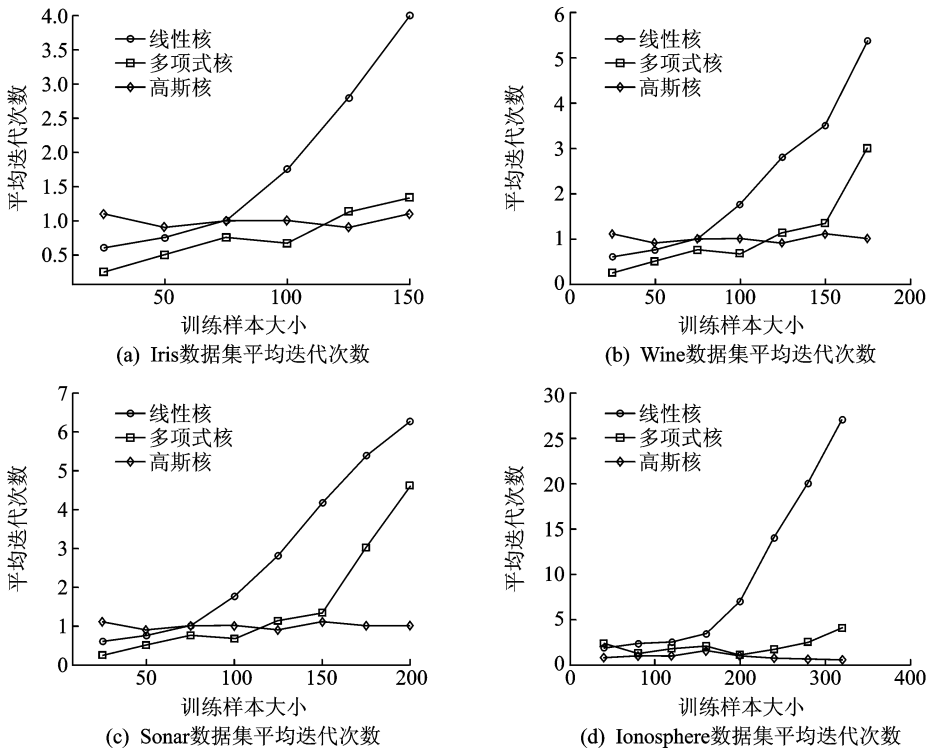 4.0
3.5
3.0
2.5
2.0
1.5
1.0
0.5
50
100
150
线性核
多项式核
高斯核
平均迭代次数
训练样本大小
(a) Iris数据集平均迭代次数
6
5
4
3
2
1
0
0
50
100
150
200
线性核
多项式核
高斯核
平均迭代次数
训练样本大小
(b) Wine数据集平均迭代次数
7
6
5
4
3
2
1
0
50
100
150
200
线性核
多项式核
高斯核
平均迭代次数
训练样本大小
(c) Sonar数据集平均迭代次数
30
25
20
15
10
5
0
0
100
200
300
400
线性核
多项式核
高斯核
平均迭代次数
训练样本大小
(d) Ionosphere数据集平均迭代次数